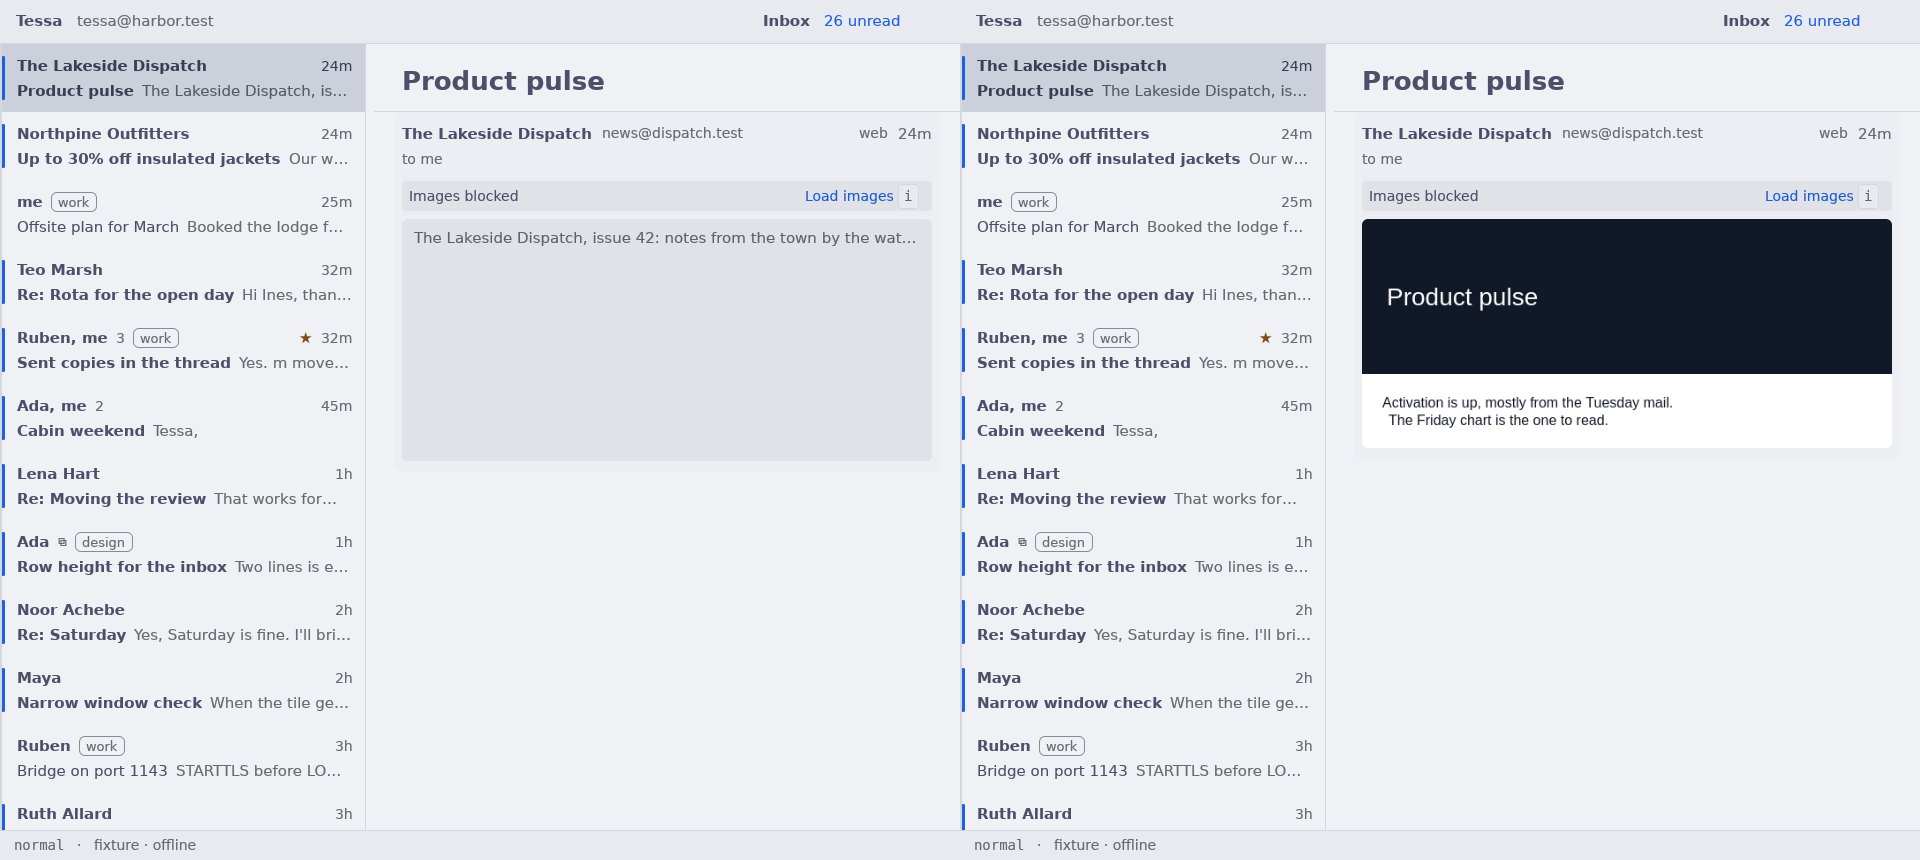 Tessa tessa@harbor.test Inbox 26 unread
The Lakeside Dispatch 24m
Product pulse The Lakeside Dispatch, is…
Northpine Outfitters 24m
Up to 30% off insulated jackets Our w…
me work 25m
Offsite plan for March Booked the lodge f…
Teo Marsh 32m
Re: Rota for the open day Hi Ines, than…
Ruben, me 3 work ★ 32m
Sent copies in the thread Yes. m move…
Ada, me 2 45m
Cabin weekend Tessa,
Lena Hart 1h
Re: Moving the review That works for…
Ada ⧉ design 1h
Row height for the inbox Two lines is e…
Noor Achebe 2h
Re: Saturday Yes, Saturday is fine. I'll bri…
Maya 2h
Narrow window check When the tile ge…
Ruben work 3h
Bridge on port 1143 STARTTLS before LO…
Ruth Allard 3h
Product pulse
The Lakeside Dispatch news@dispatch.test web 24m
to me
Images blocked Load images i
The Lakeside Dispatch, issue 42: notes from the town by the wat…
normal · fixture · offline
Tessa tessa@harbor.test Inbox 26 unread
The Lakeside Dispatch 24m
Product pulse The Lakeside Dispatch, is…
Northpine Outfitters 24m
Up to 30% off insulated jackets Our w…
me work 25m
Offsite plan for March Booked the lodge f…
Teo Marsh 32m
Re: Rota for the open day Hi Ines, than…
Ruben, me 3 work ★ 32m
Sent copies in the thread Yes. m move…
Ada, me 2 45m
Cabin weekend Tessa,
Lena Hart 1h
Re: Moving the review That works for…
Ada ⧉ design 1h
Row height for the inbox Two lines is e…
Noor Achebe 2h
Re: Saturday Yes, Saturday is fine. I'll bri…
Maya 2h
Narrow window check When the tile ge…
Ruben work 3h
Bridge on port 1143 STARTTLS before LO…
Ruth Allard 3h
Product pulse
The Lakeside Dispatch news@dispatch.test web 24m
to me
Images blocked Load images i
Product pulse
Activation is up, mostly from the Tuesday mail.
The Friday chart is the one to read.
normal · fixture · offline